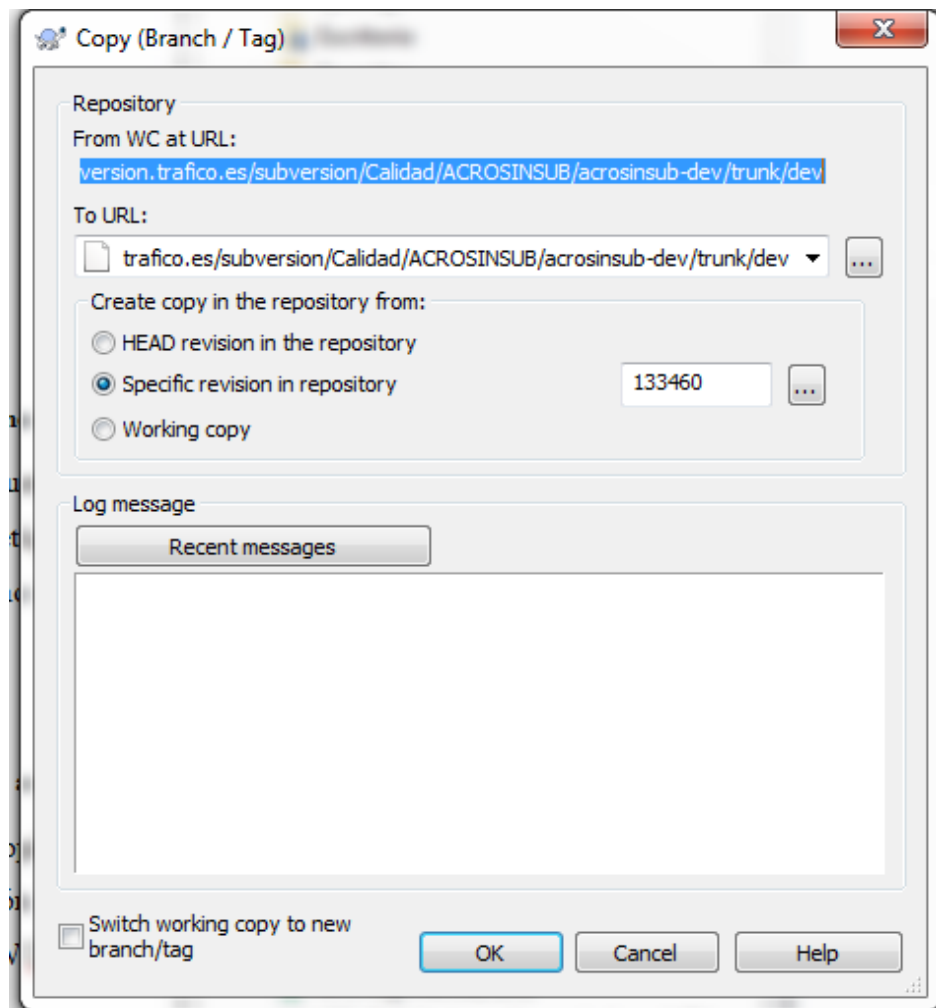 Copy (Branch / Tag)
Repository
From WC at URL:
version.trafico.es/subversion/Calidad/ACROSINSUB/acrosinsub-dev/trunk/dev
To URL:
trafico.es/subversion/Calidad/ACROSINSUB/acrosinsub-dev/trunk/dev
...
Create copy in the repository from:
HEAD revision in the repository
Specific revision in repository
133460
...
Working copy
Log message
Recent messages
Switch working copy to new
branch/tag
OK
Cancel
Help